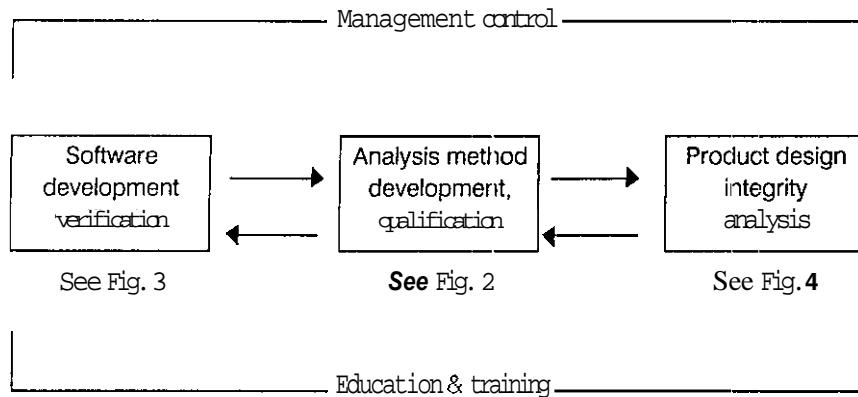 Management control
Software
development
verification
Analysis method
development,
qualification
Product design
integrity
analysis
See Fig. 3
See Fig. 2
See Fig. 4
Education & training